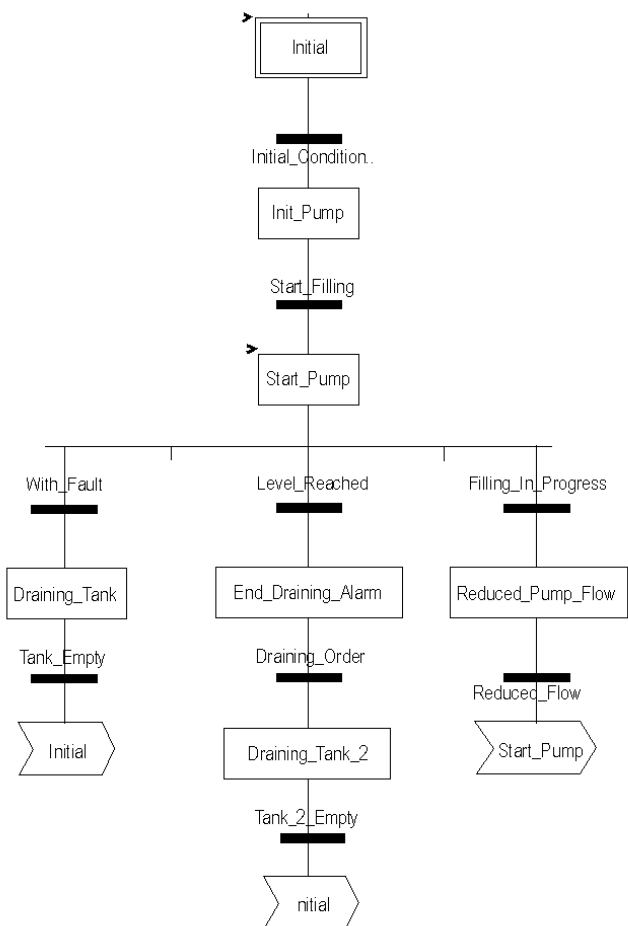 Initial
Initial_Condition..
Init_Pump
Start_Filling
Start_Pump
With_Fault
Level_Reached
Filling_In_Progress
Draining_Tank
End_Draining_Alarm
Reduced_Pump_Flow
Tank_Empty
Draining_Order
Reduced_Flow
Initial
Draining_Tank_2
Start_Pump
Tank_2_Empty
nitial